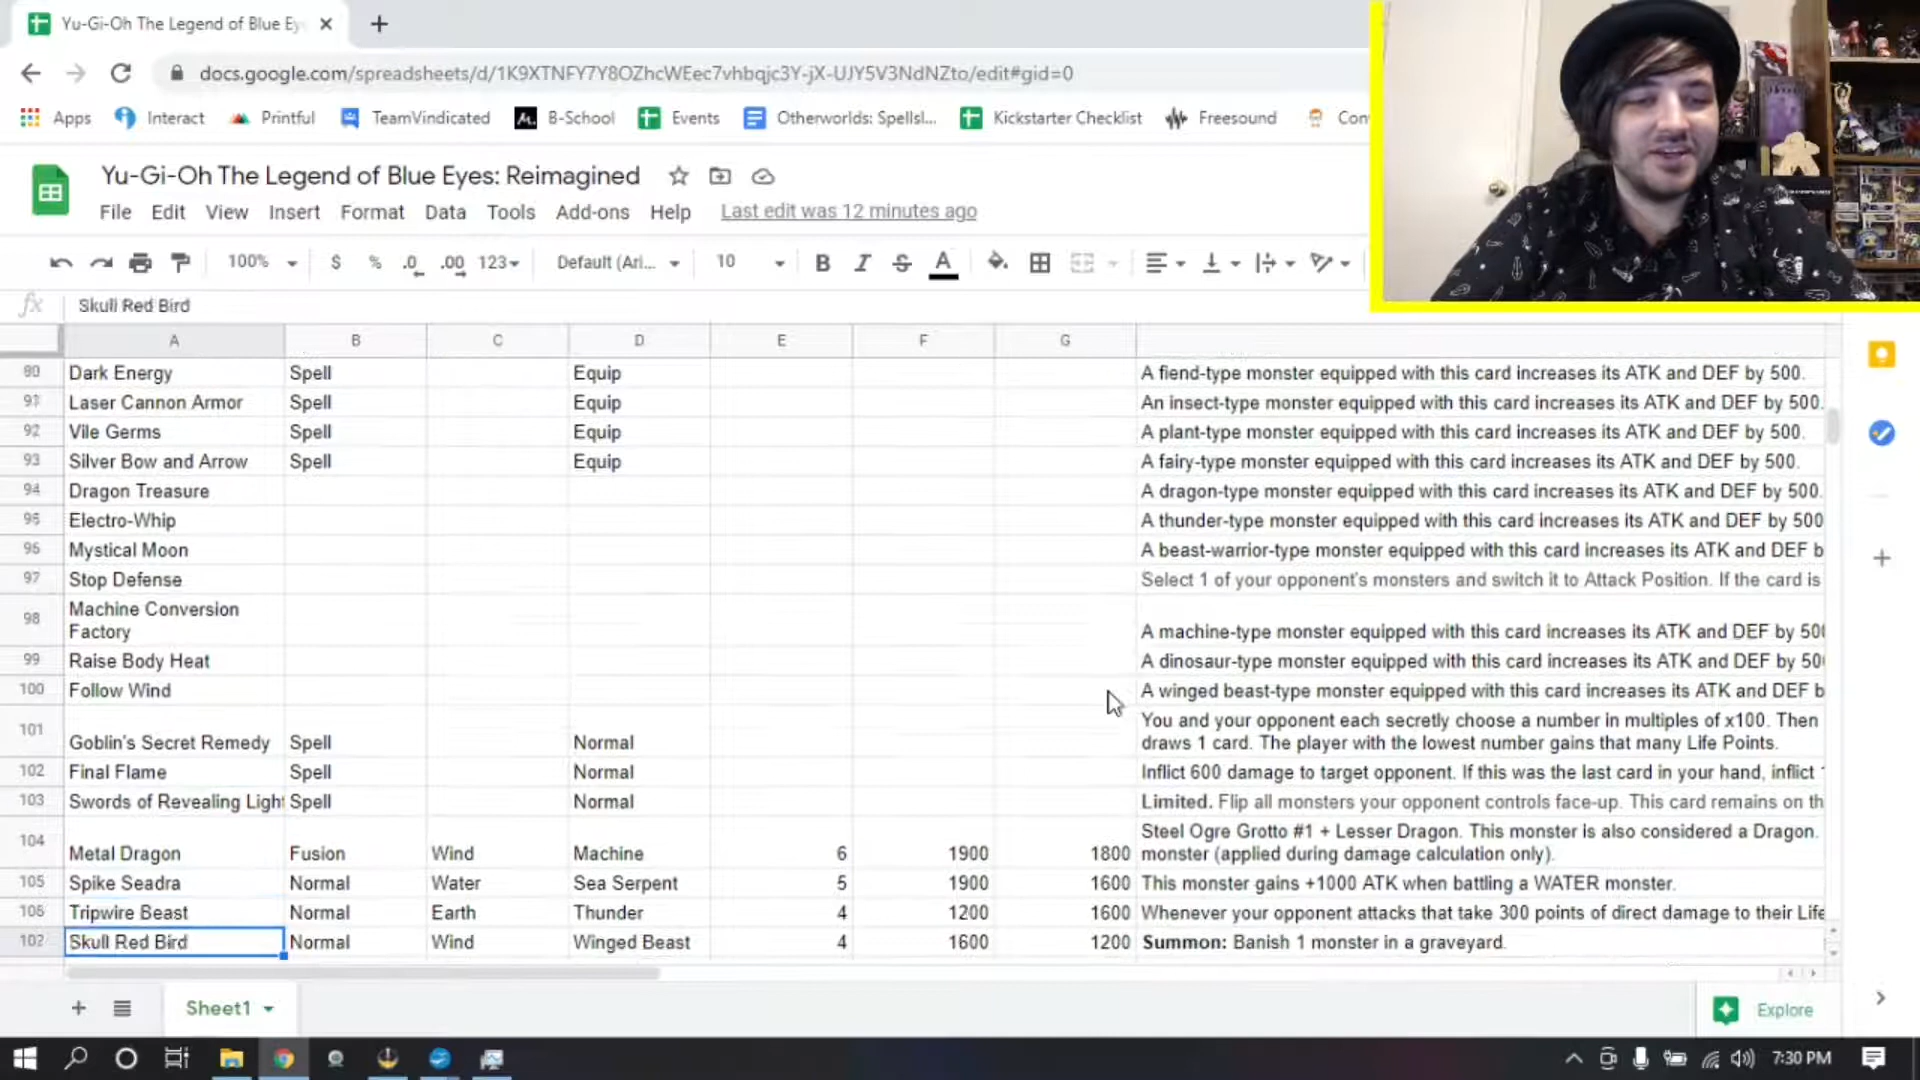 Yu-Gi-Oh The Legend of Blue Ey
docs.google.com/spreadsheets/d/1K9XTNFY7Y8OZhcWEec7vhbqjc3Y-jX-UJY5V3NdNZto/edit#gid=0
Apps Interact Printful TeamVindicated B-School Events Otherworlds: Spellsl... Kickstarter Checklist Freesound Con
Yu-Gi-Oh The Legend of Blue Eyes: Reimagined
File Edit View Insert Format Data Tools Add-ons Help Last edit was 12 minutes ago
100% $ % .0 .00 123 Default (Ari... 10 B I S A
fx Skull Red Bird
A B C D E F G
90 Dark Energy Spell Equip A fiend-type monster equipped with this card increases its ATK and DEF by 500.
91 Laser Cannon Armor Spell Equip An insect-type monster equipped with this card increases its ATK and DEF by 500.
92 Vile Germs Spell Equip A plant-type monster equipped with this card increases its ATK and DEF by 500.
93 Silver Bow and Arrow Spell Equip A fairy-type monster equipped with this card increases its ATK and DEF by 500.
94 Dragon Treasure A dragon-type monster equipped with this card increases its ATK and DEF by 500.
95 Electro-Whip A thunder-type monster equipped with this card increases its ATK and DEF by 500
96 Mystical Moon A beast-warrior-type monster equipped with this card increases its ATK and DEF b
97 Stop Defense Select 1 of your opponent's monsters and switch it to Attack Position. If the card is
Machine Conversion
98 Factory A machine-type monster equipped with this card increases its ATK and DEF by 500
99 Raise Body Heat A dinosaur-type monster equipped with this card increases its ATK and DEF by 500
100 Follow Wind A winged beast-type monster equipped with this card increases its ATK and DEF b
You and your opponent each secretly choose a number in multiples of x100. Then
101 Goblin's Secret Remedy Spell Normal draws 1 card. The player with the lowest number gains that many Life Points.
102 Final Flame Spell Normal Inflict 600 damage to target opponent. If this was the last card in your hand, inflict
103 Swords of Revealing Light Spell Normal Limited. Flip all monsters your opponent controls face-up. This card remains on th
Steel Ogre Grotto #1 + Lesser Dragon. This monster is also considered a Dragon.
104 Metal Dragon Fusion Wind Machine 6 1900 1800 monster (applied during damage calculation only).
105 Spike Seadra Normal Water Sea Serpent 5 1900 1600 This monster gains +1000 ATK when battling a WATER monster.
106 Tripwire Beast Normal Earth Thunder 4 1200 1600 Whenever your opponent attacks that take 300 points of direct damage to their Life
107 Skull Red Bird Normal Wind Winged Beast 4 1600 1200 Summon: Banish 1 monster in a graveyard.
Sheet1 Explore
7:30 PM